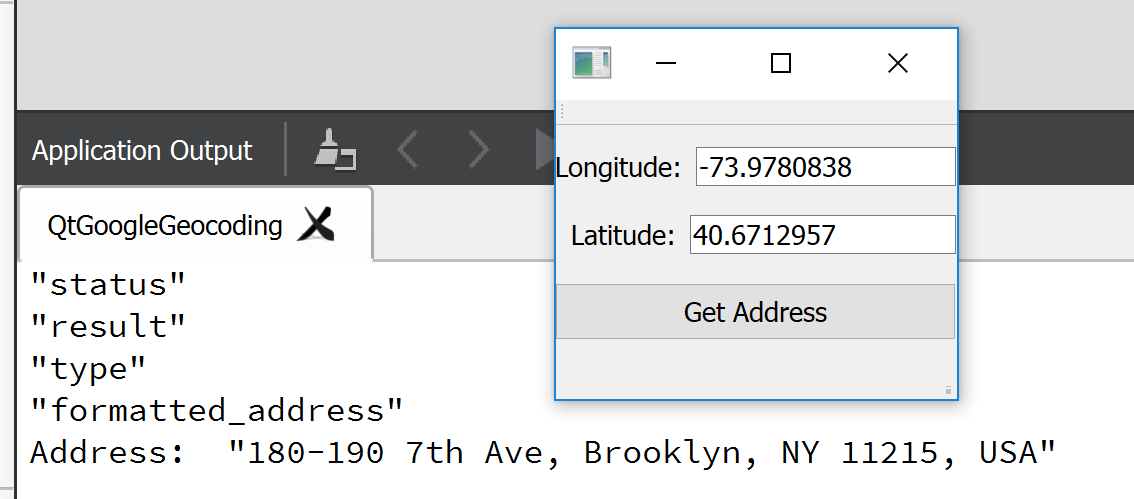 Application Output
QtGoogleGeocoding
"status"
"result"
"type"
"formatted_address"
Address:  "180-190 7th Ave, Brooklyn, NY 11215, USA"
Longitude: -73.9780838
Latitude: 40.6712957
Get Address